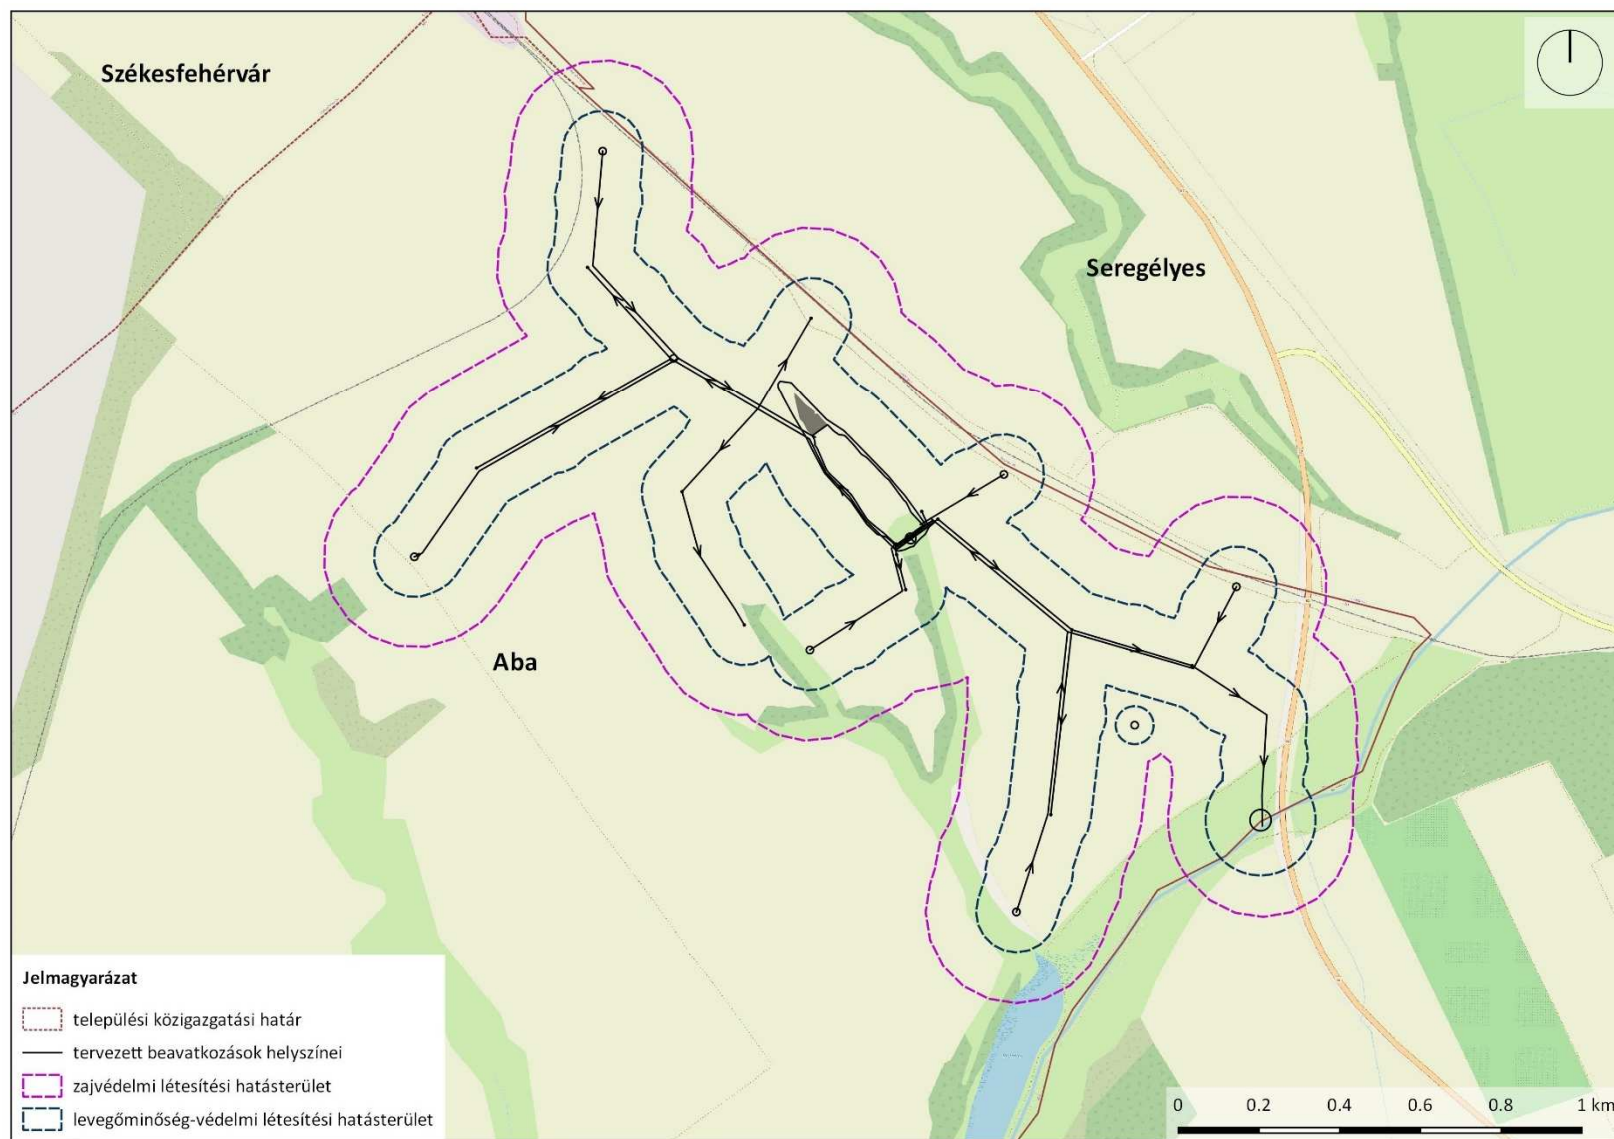 Székesfehérvár
Seregélyes
Aba
Jelmagyarázat
települési közigazgatási határ
tervezett beavatkozások helyszínei
zajvédelmi létesítési hatásterület
levegőminőség-védelmi létesítési hatásterület
0 0.2 0.4 0.6 0.8 1 km